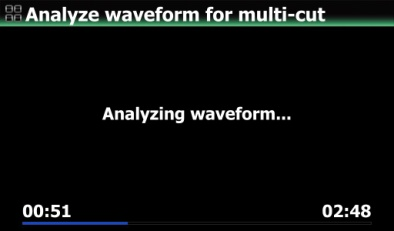 Analyze waveform for multi-cut
Analyzing waveform...
00:51
02:48